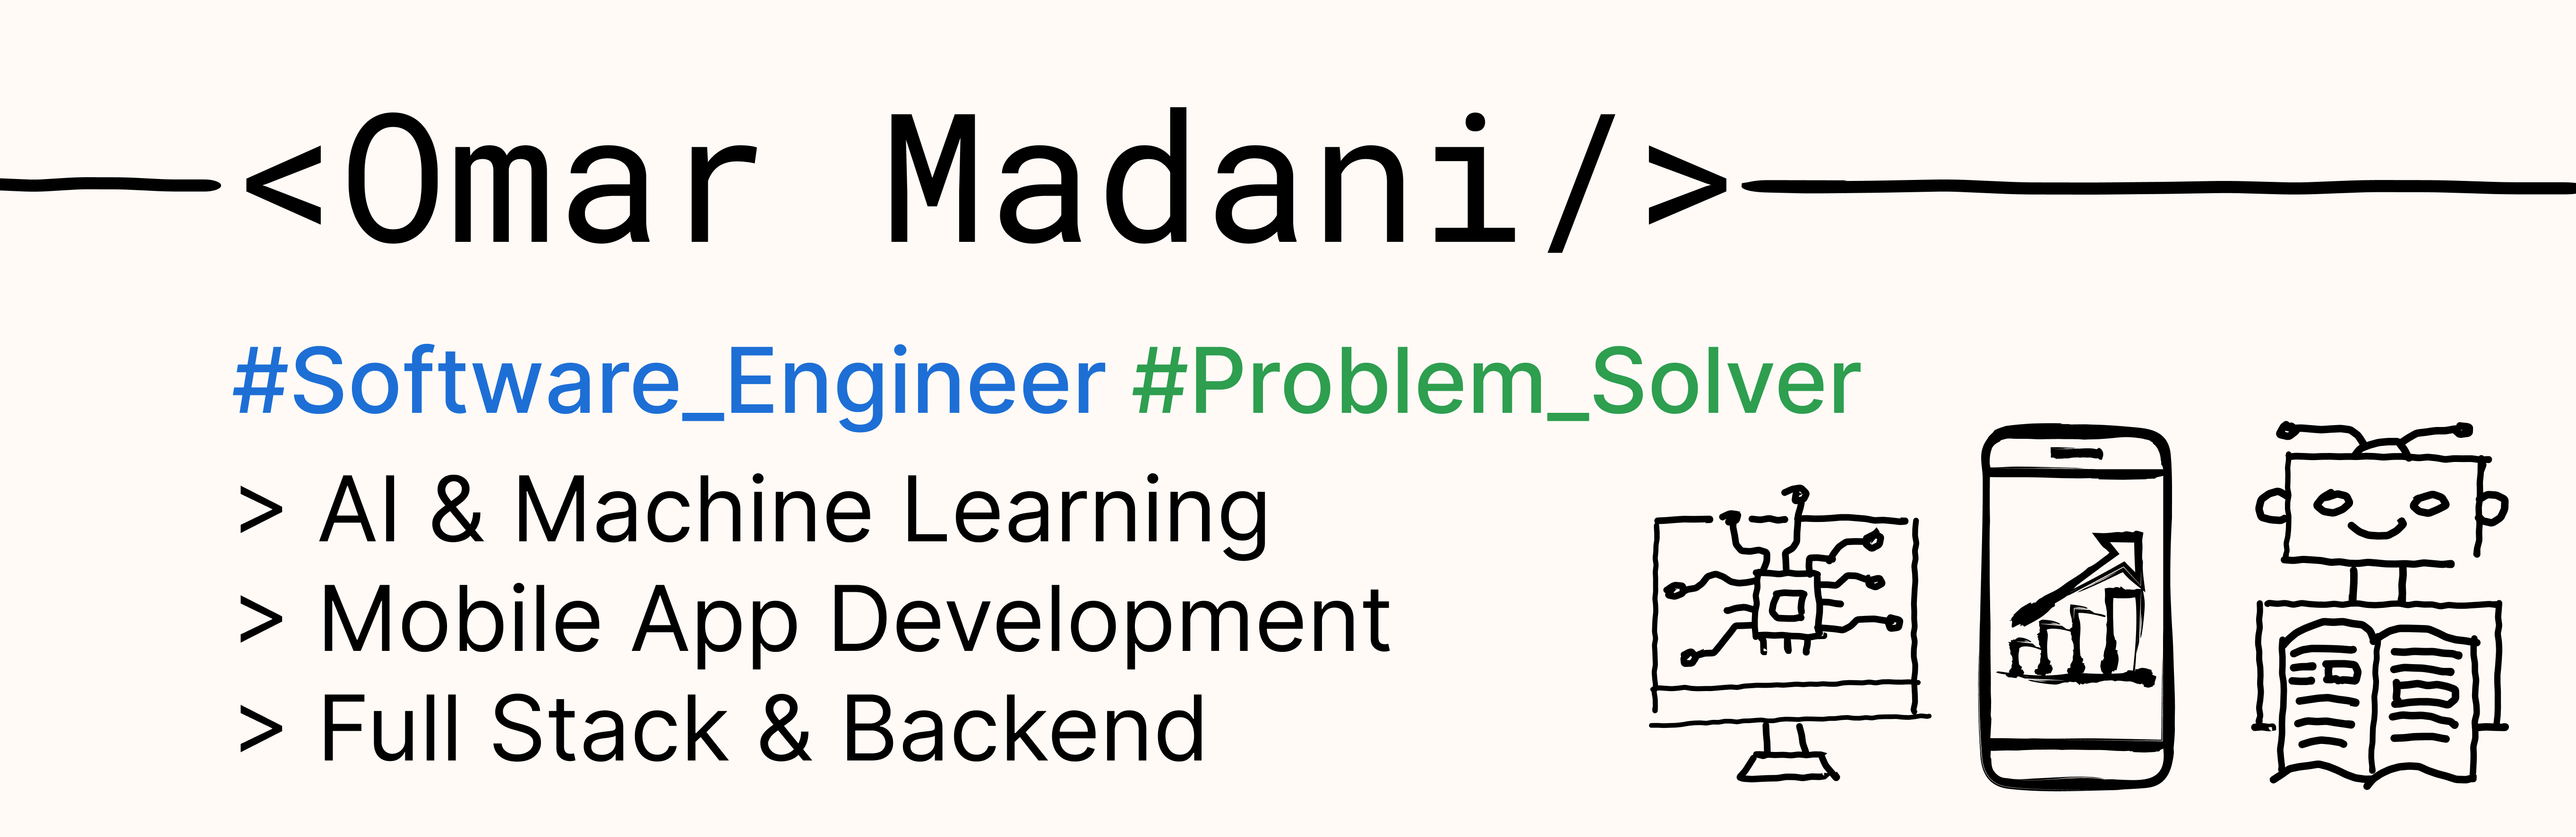 <Omar Madani/>
#Software_Engineer #Problem_Solver
> AI & Machine Learning
> Mobile App Development
> Full Stack & Backend